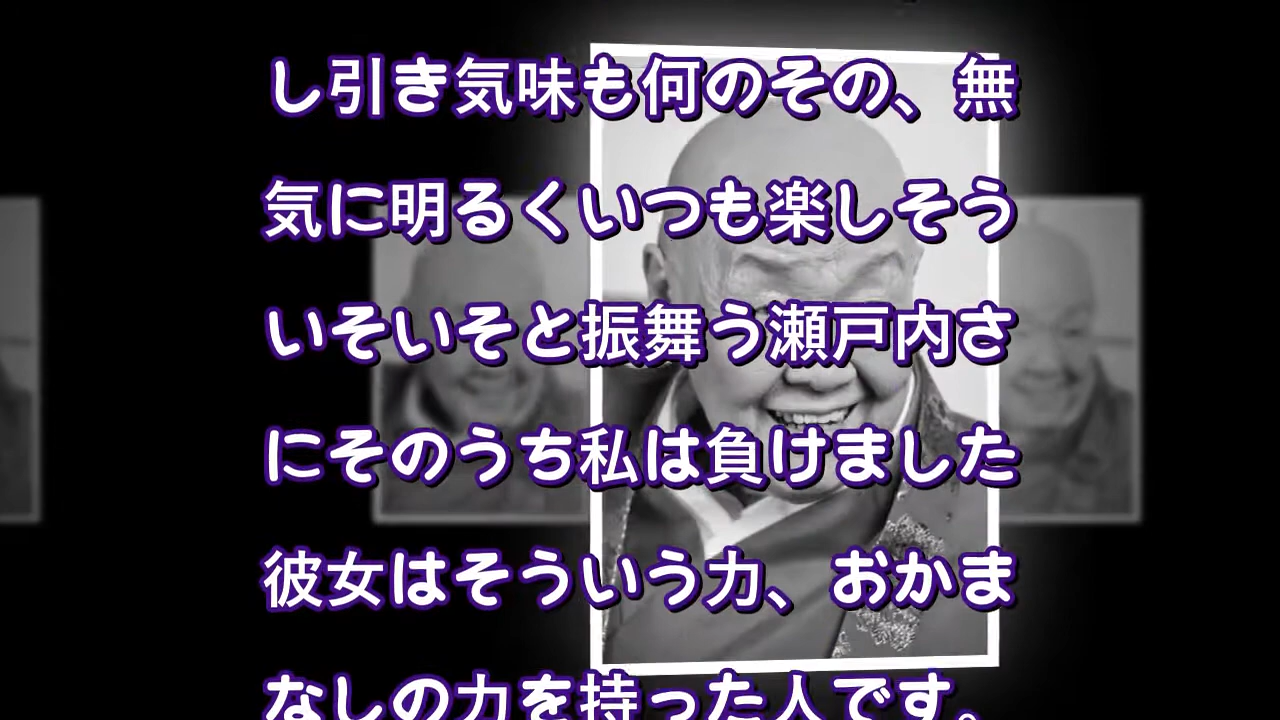 し引き気味も何のその、無
気に明るくいつも楽しそう
いそいそと振舞う瀬戸内さ
にそのうち私は負けました
彼女はそういう力、おかま
なしの力を持った人です。